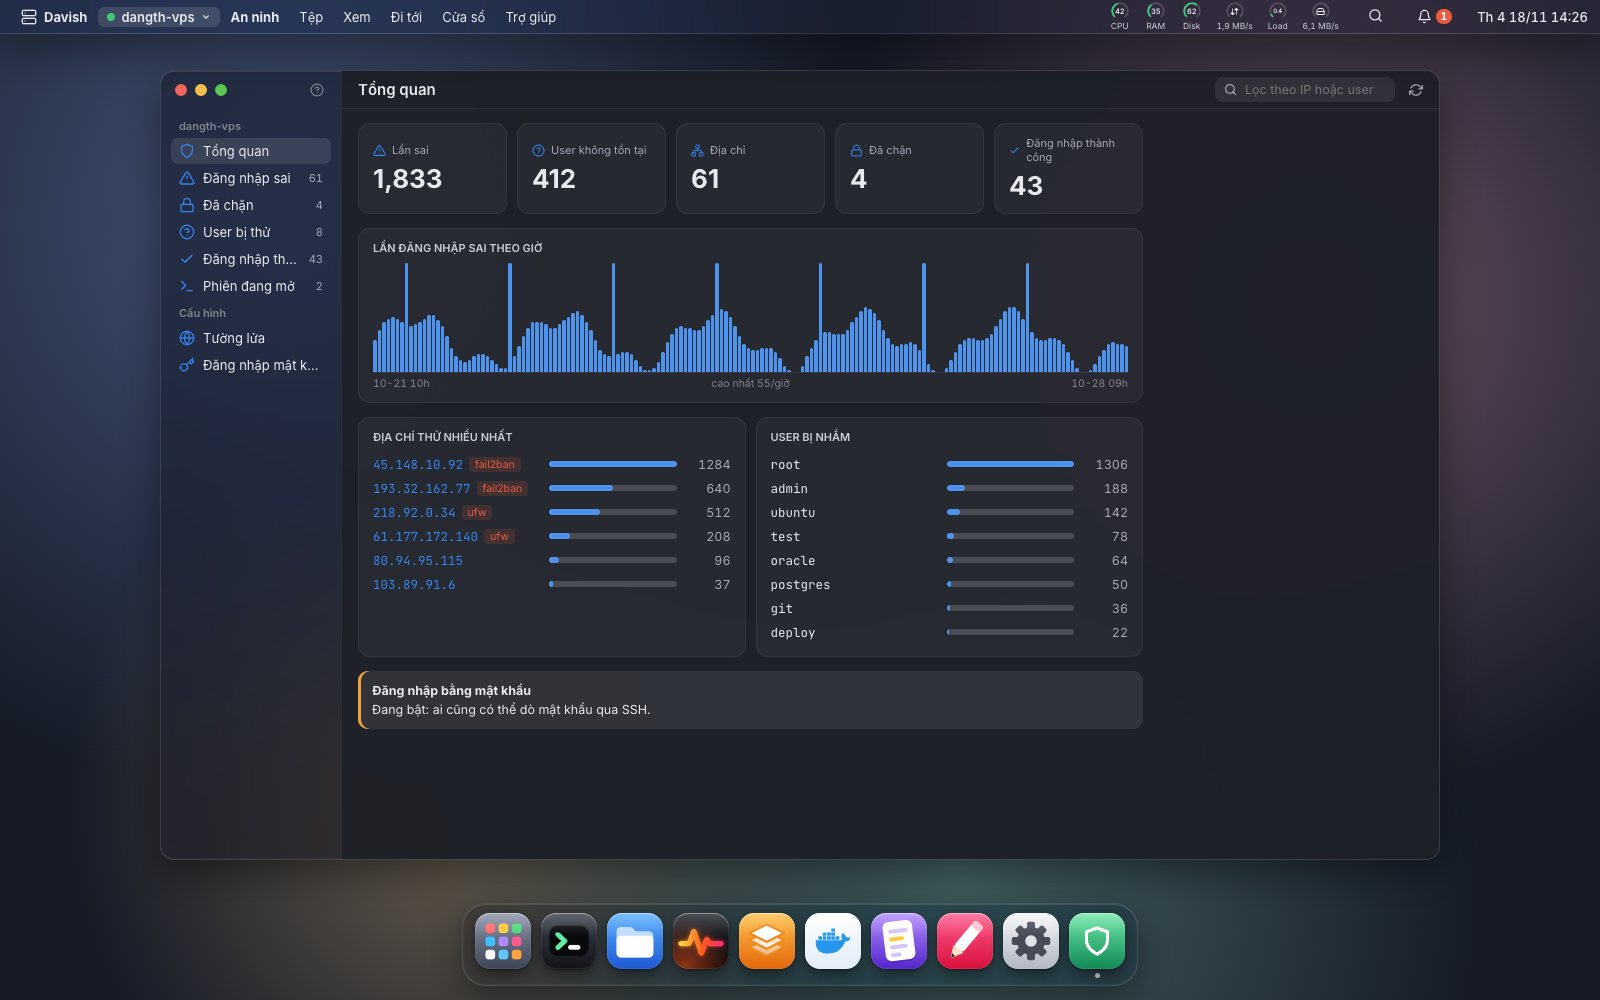 Davish dangth-vps An ninh Tệp Xem Đi tới Cửa sổ Trợ giúp
42 35 62 0.4
CPU RAM Disk 1,9 MB/s Load 6,1 MB/s
1 Th 4 18/11 14:26
dangth-vps
Tổng quan
Đăng nhập sai 61
Đã chặn 4
User bị thử 8
Đăng nhập th... 43
Phiên đang mở 2
Cấu hình
Tường lửa
Đăng nhập mật k...
Tổng quan
Lọc theo IP hoặc user
Lần sai
1,833
User không tồn tại
412
Địa chỉ
61
Đã chặn
4
Đăng nhập thành
công
43
LẦN ĐĂNG NHẬP SAI THEO GIỜ
10-21 10h cao nhất 55/giờ 10-28 09h
ĐỊA CHỈ THỬ NHIỀU NHẤT
45.148.10.92 fail2ban 1284
193.32.162.77 fail2ban 640
218.92.0.34 ufw 512
61.177.172.140 ufw 208
80.94.95.115 96
103.89.91.6 37
USER BỊ NHẮM
root 1306
admin 188
ubuntu 142
test 78
oracle 64
postgres 50
git 36
deploy 22
Đăng nhập bằng mật khẩu
Đang bật: ai cũng có thể dò mật khẩu qua SSH.